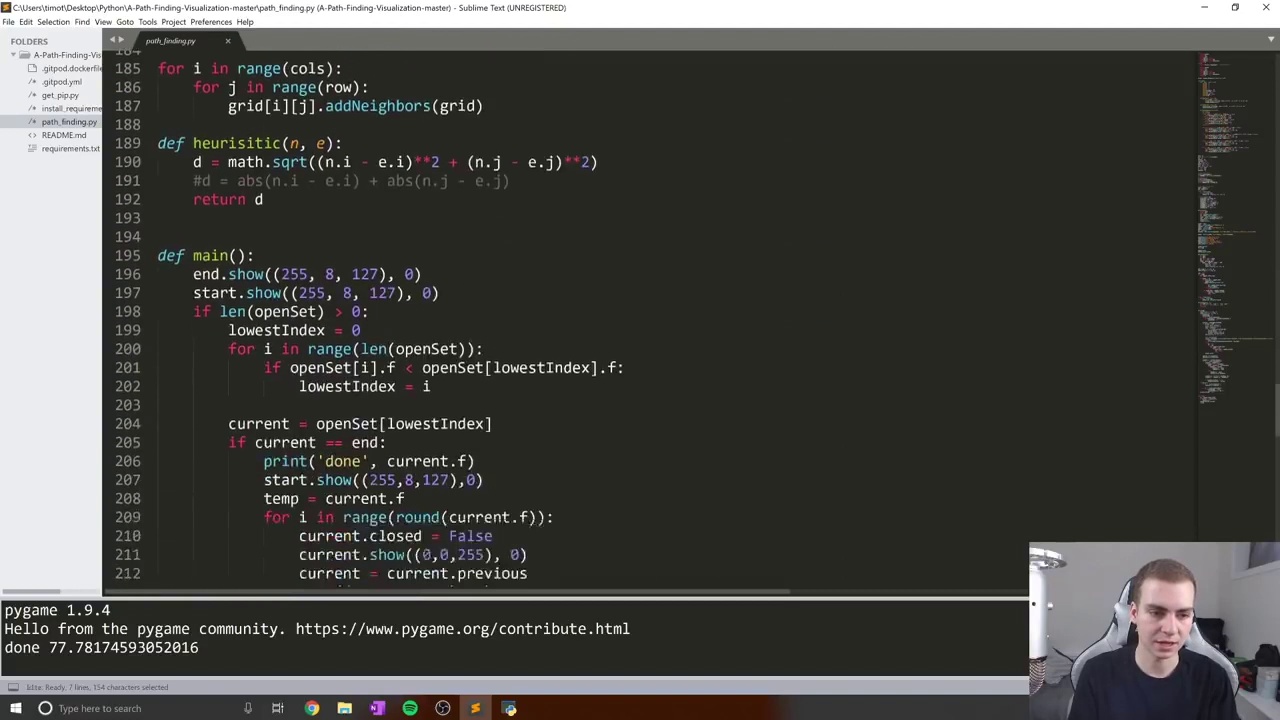 C:\Users\timot\Desktop\Python\A-Path-Finding-Visualization-master\path_finding.py (A-Path-Finding-Visualization-master) - Sublime Text (UNREGISTERED)
File Edit Selection Find View Goto Tools Project Preferences Help
FOLDERS
A-Path-Finding-Vis
.gitpod.dockerfile
.gitpod.yml
get_pip.py
install_requireme
path_finding.py
README.md
requirements.txt
path_finding.py
184
185 for i in range(cols):
186 for j in range(row):
187 grid[i][j].addNeighbors(grid)
188
189 def heurisitic(n, e):
190 d = math.sqrt((n.i - e.i)**2 + (n.j - e.j)**2)
191 #d = abs(n.i - e.i) + abs(n.j - e.j)
192 return d
193
194
195 def main():
196 end.show((255, 8, 127), 0)
197 start.show((255, 8, 127), 0)
198 if len(openSet) > 0:
199 lowestIndex = 0
200 for i in range(len(openSet)):
201 if openSet[i].f < openSet[lowestIndex].f:
202 lowestIndex = i
203
204 current = openSet[lowestIndex]
205 if current == end:
206 print('done', current.f)
207 start.show((255,8,127),0)
208 temp = current.f
209 for i in range(round(current.f)):
210 current.closed = False
211 current.show((0,0,255), 0)
212 current = current.previous
pygame 1.9.4
Hello from the pygame community. https://www.pygame.org/contribute.html
done 77.78174593052016
Kite: Ready, 7 lines, 154 characters selected
Type here to search